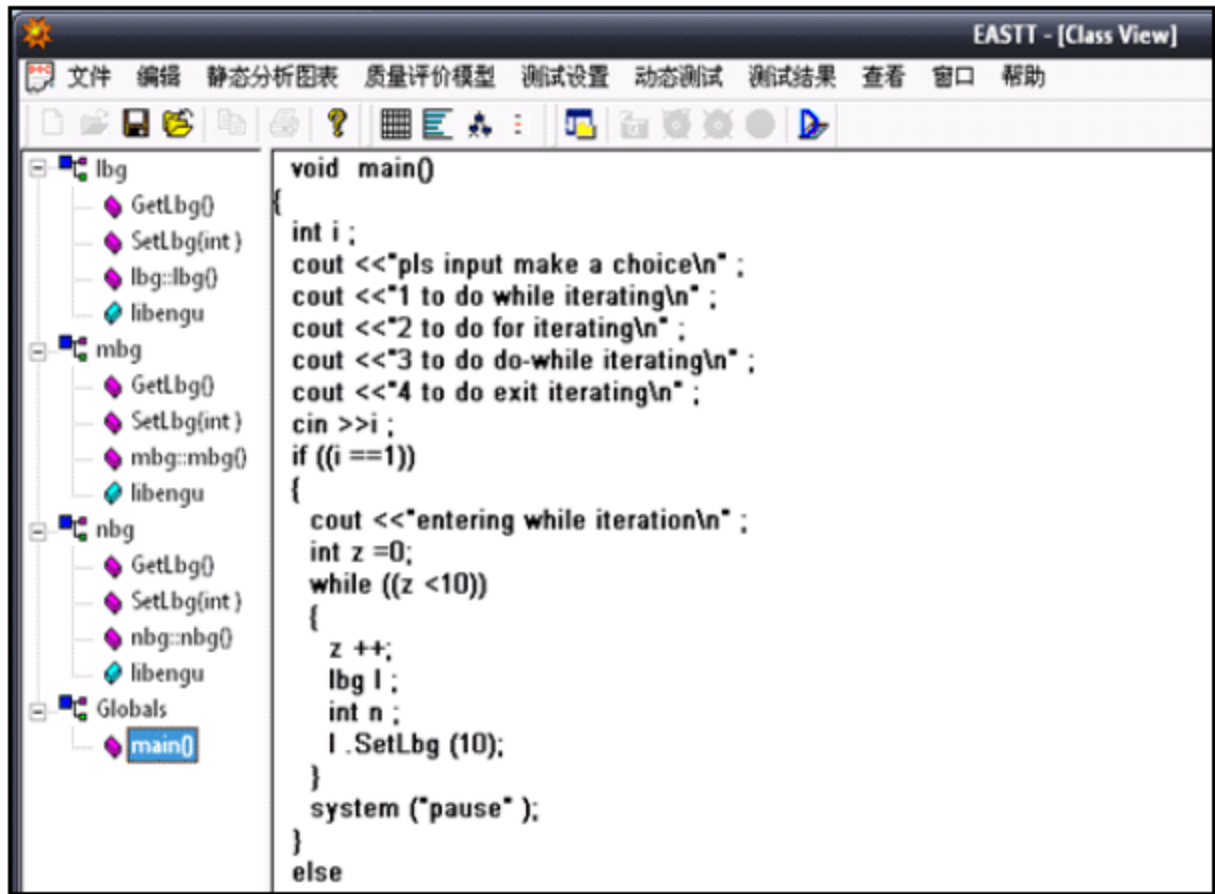 EASTT - [Class View]
文件 编辑 静态分析图表 质量评价模型 测试设置 动态测试 测试结果 查看 窗口 帮助
lbg
GetLbg()
SetLbg(int )
lbg::lbg()
libengu
mbg
GetLbg()
SetLbg(int )
mbg::mbg()
libengu
nbg
GetLbg()
SetLbg(int )
nbg::nbg()
libengu
Globals
main()
void main()
{
int i ;
cout <<"pls input make a choice\n" ;
cout <<"1 to do while iterating\n" ;
cout <<"2 to do for iterating\n" ;
cout <<"3 to do do-while iterating\n" ;
cout <<"4 to do exit iterating\n" ;
cin >>i ;
if ((i ==1))
{
cout <<"entering while iteration\n" ;
int z =0;
while ((z <10))
{
z ++;
lbg l ;
int n ;
l .SetLbg (10);
}
system ("pause" );
}
else